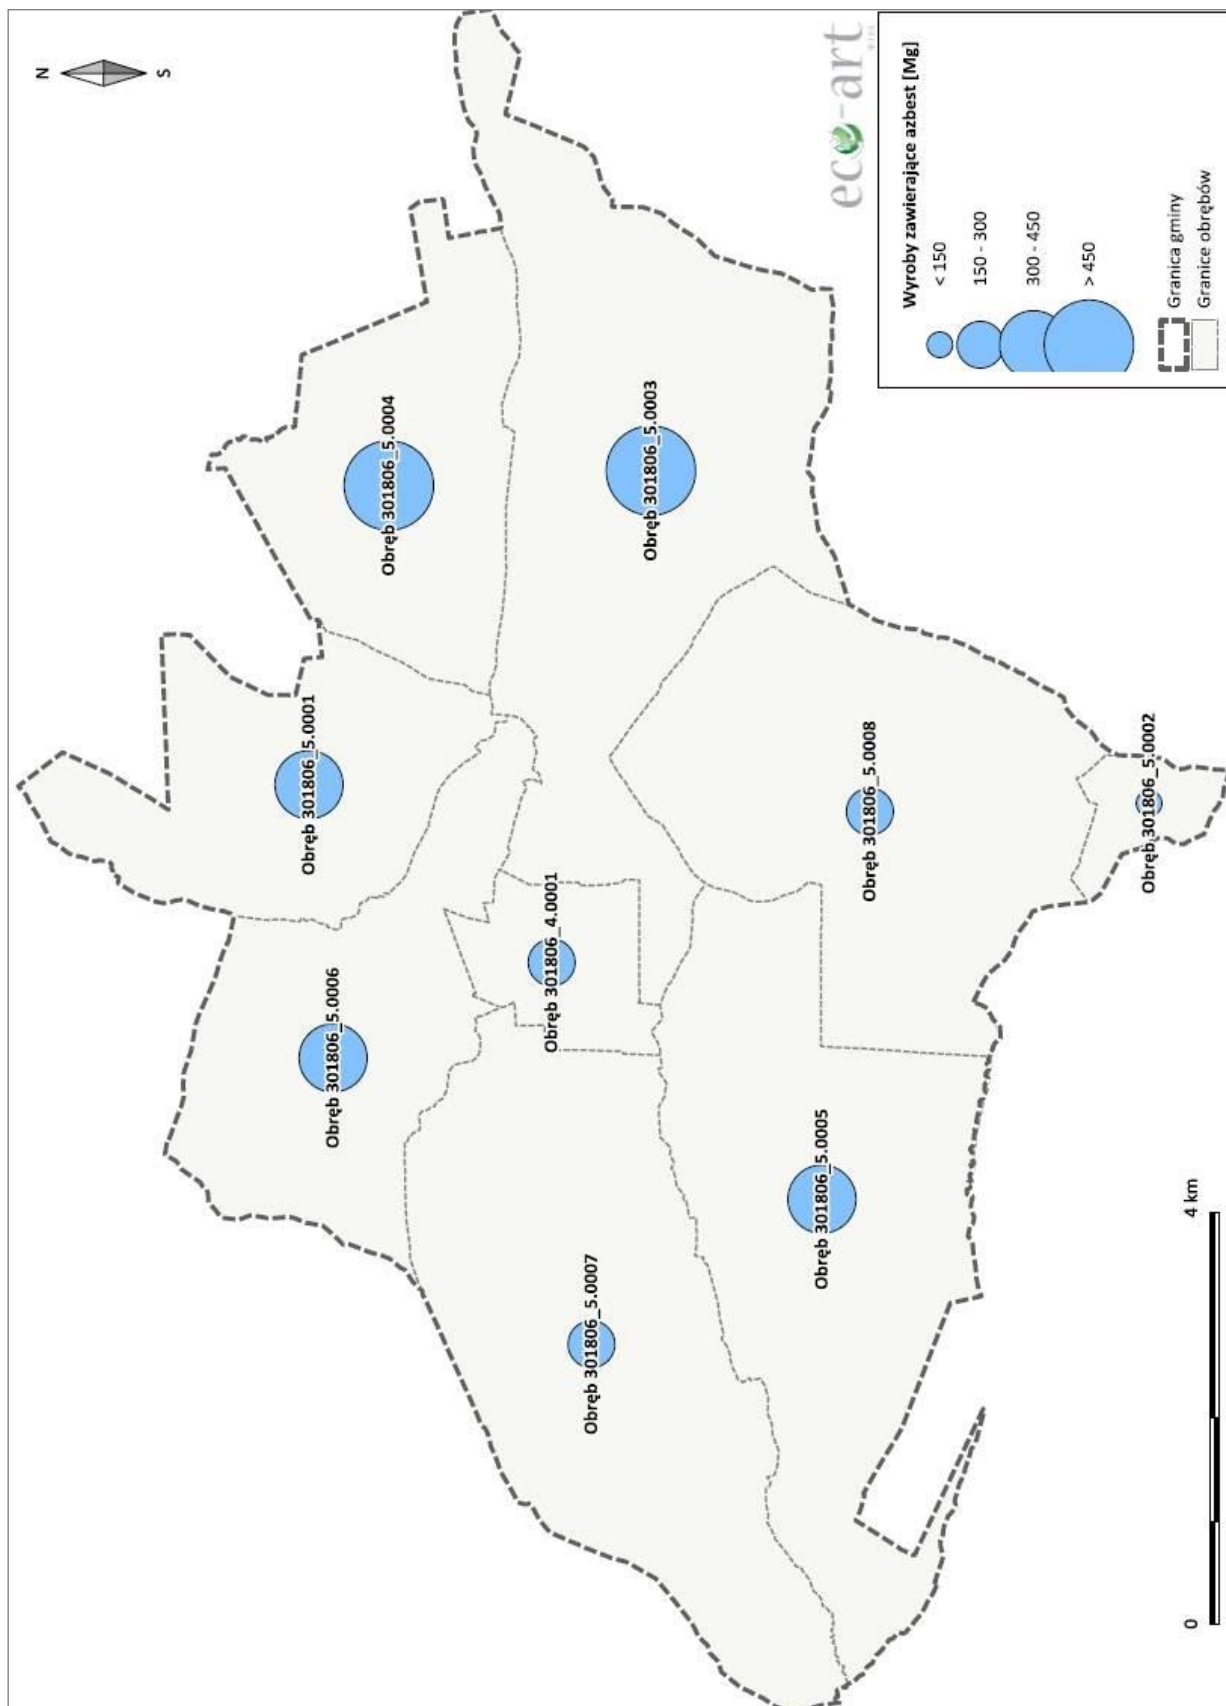 N
S
Obręb 301806_5.0004
Obręb 301806_5.0003
Obręb 301806_5.0001
Obręb 301806_5.0008
Obręb 301806_5.0002
Obręb 301806_4.0001
Obręb 301806_5.0006
Obręb 301806_5.0005
Obręb 301806_5.0007
0
4 km
eco-art
Wyroby zawierające azbest [Mg]
< 150
150 - 300
300 - 450
> 450
Granica gminy
Granice obrębów